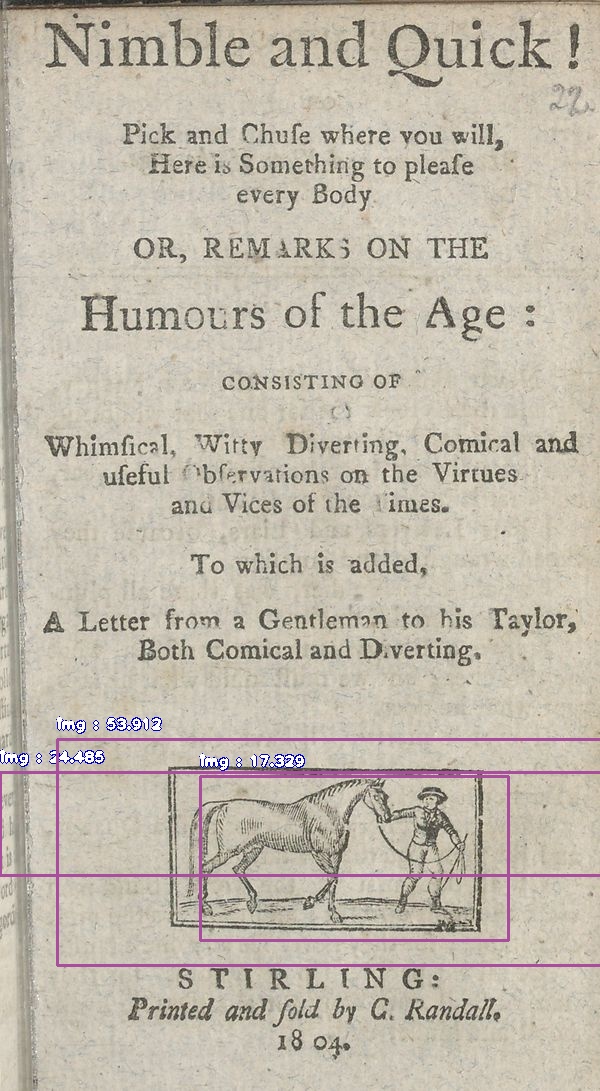 Nimble and Quick!
22.
Pick and Chuſe where you will,
Here is Something to pleaſe
every Body
OR, REMARKS ON THE
Humours of the Age:
CONSISTING OF
Whimſical, Witty Diverting, Comical and
uſeful Obſervations on the Virtues
and Vices of the Times.
To which is added,
A Letter from a Gentleman to his Taylor,
Both Comical and Diverting.
img : 53.912
img : 24.485
img : 17.329
STIRLING:
Printed and ſold by C. Randall.
1804.